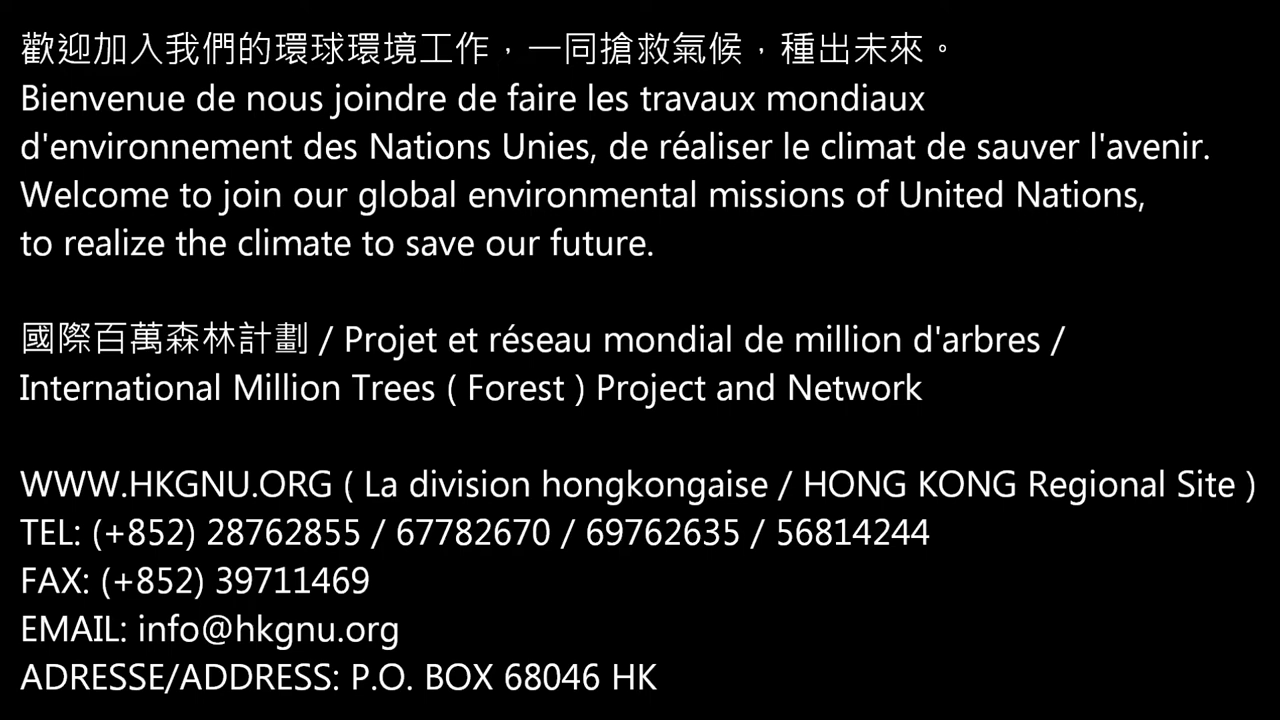 歡迎加入我們的環球環境工作，一同搶救氣候，種出未來。
Bienvenue de nous joindre de faire les travaux mondiaux
d'environnement des Nations Unies, de réaliser le climat de sauver l'avenir.
Welcome to join our global environmental missions of United Nations,
to realize the climate to save our future.
國際百萬森林計劃 / Projet et réseau mondial de million d'arbres /
International Million Trees ( Forest ) Project and Network
WWW.HKGNU.ORG ( La division hongkongaise / HONG KONG Regional Site )
TEL: (+852) 28762855 / 67782670 / 69762635 / 56814244
FAX: (+852) 39711469
EMAIL: info@hkgnu.org
ADRESSE/ADDRESS: P.O. BOX 68046 HK